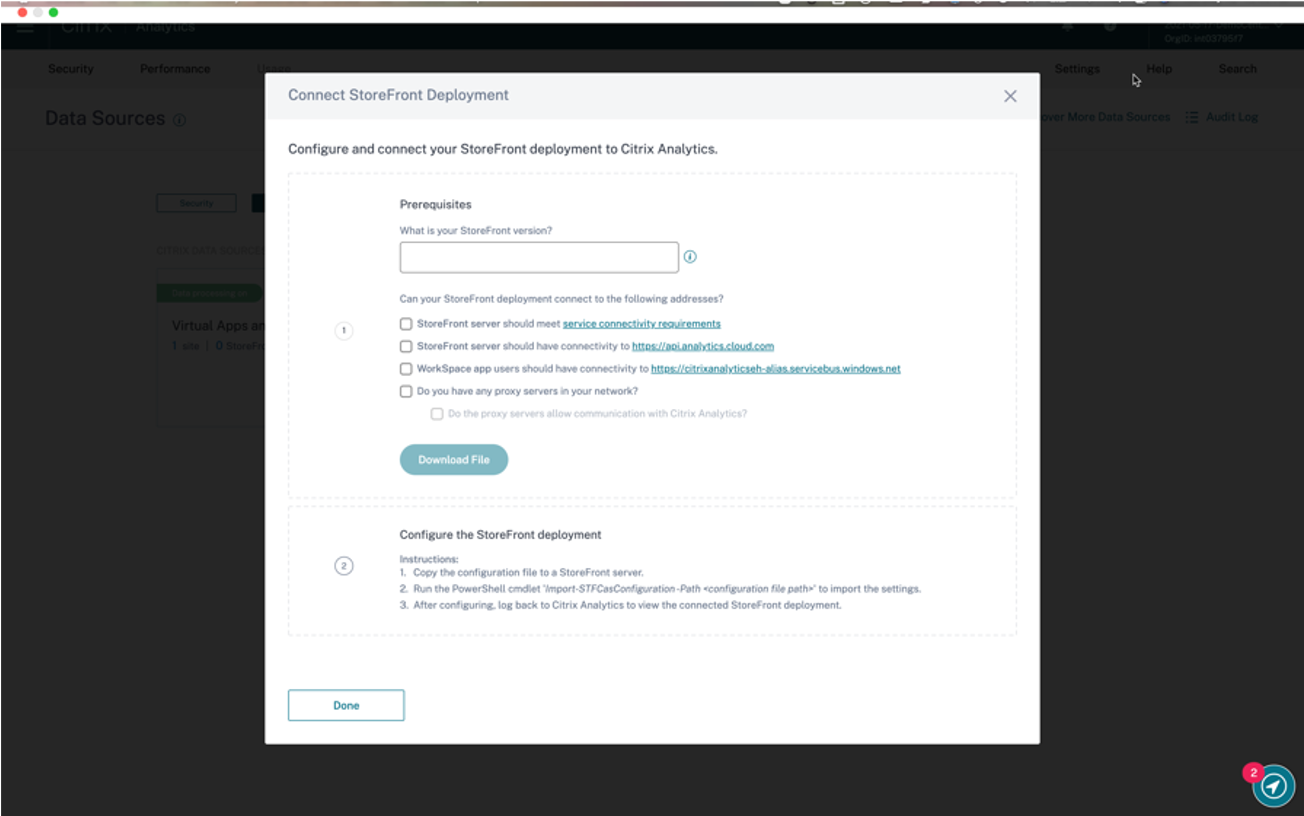 Citrix Analytics
OrgID: int03795f7
Security Performance Usage Settings Help Search
Data Sources over More Data Sources Audit Log
Connect StoreFront Deployment
Configure and connect your StoreFront deployment to Citrix Analytics.
Security
CITRIX DATA SOURCES
Data processing on
Virtual Apps an
1 site | 0 StoreFro
1
Prerequisites
What is your StoreFront version?
Can your StoreFront deployment connect to the following addresses?
StoreFront server should meet service connectivity requirements
StoreFront server should have connectivity to https://api.analytics.cloud.com
WorkSpace app users should have connectivity to https://citrixanalyticseh-alias.servicebus.windows.net
Do you have any proxy servers in your network?
Do the proxy servers allow communication with Citrix Analytics?
Download File
2
Configure the StoreFront deployment
Instructions:
1. Copy the configuration file to a StoreFront server.
2. Run the PowerShell cmdlet "Import-STFCasConfiguration -Path <configuration file path>" to import the settings.
3. After configuring, log back to Citrix Analytics to view the connected StoreFront deployment.
Done
2